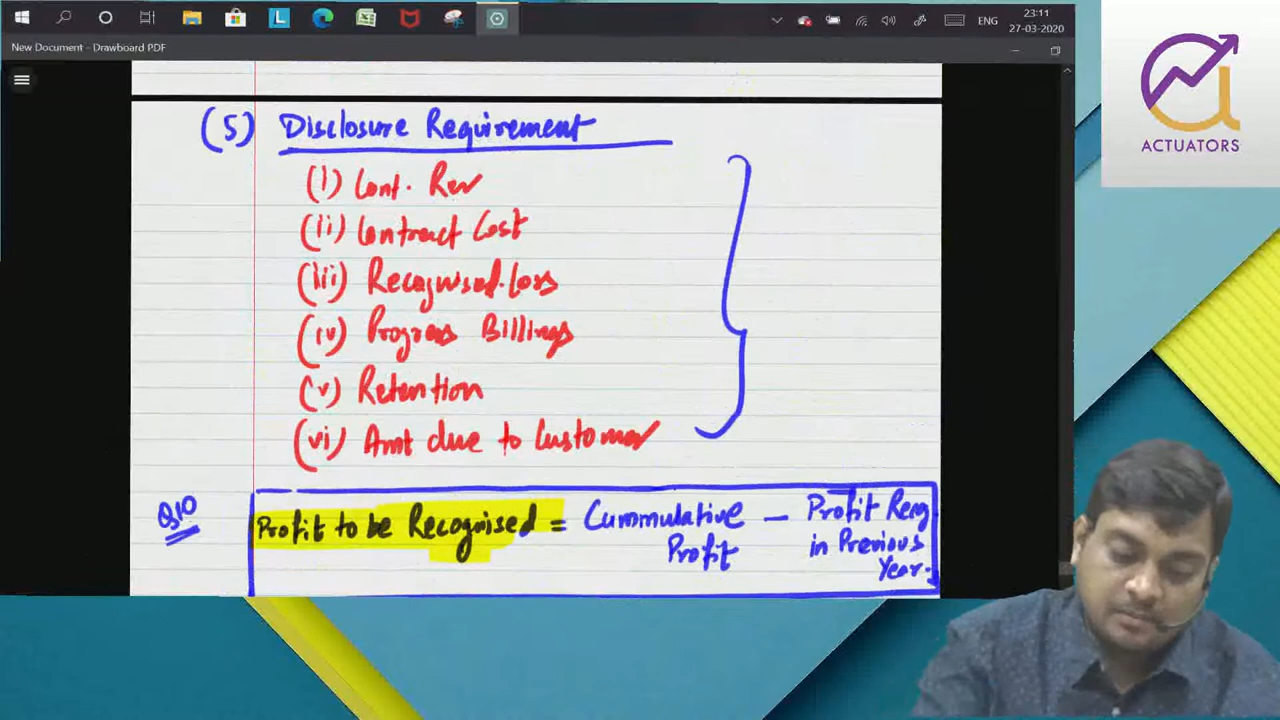 23:11
ENG
27-03-2020
New Document - Drawboard PDF
ACTUATORS
(5) Disclosure Requirement
(i) Cont. Rev
(ii) Contract Cost
(iii) Recognised Loss
(iv) Progress Billings
(v) Retention
(vi) Amt due to Customer
Q10
Profit to be Recognised = Cummulative Profit - Profit Recg in Previous Year.